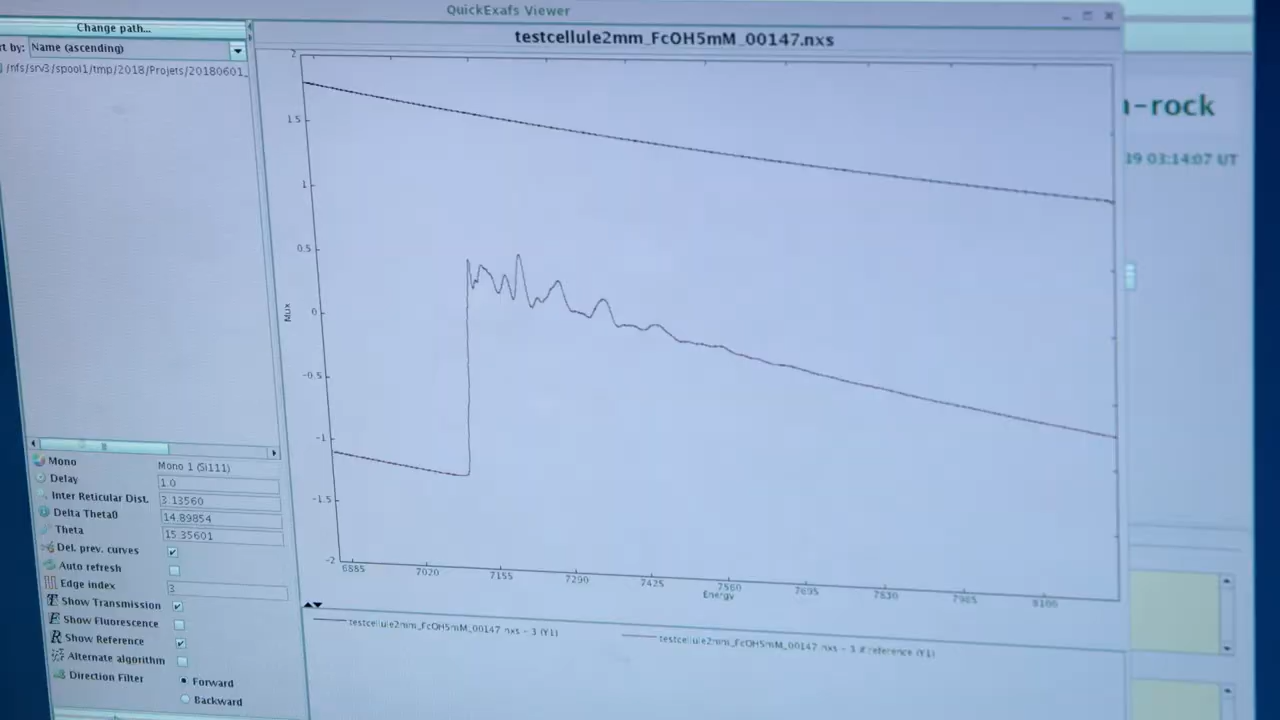 QuickExafs Viewer
Change path...
rt by: Name (ascending)
/nfs/srv3/spool1/tmp/2018/Projets/20180601_
testcellule2mm_FcOH5mM_00147.nxs
-rock
03:14:07 UT
2
1.5
1
0.5
0
-0.5
-1
-1.5
-2
Mux
6885 7020 7155 7290 7425 7560 7695 7830 7965 8100
Energy
testcellule2mm_FcOH5mM_00147.nxs - 3 (Y1)
testcellule2mm_FcOH5mM_00147.nxs - 3 # reference (Y1)
Mono Mono 1 (Si111)
Delay 1.0
Inter Reticular Dist. 3.13560
Delta Theta0 14.89854
Theta 15.35601
Del. prev. curves
Auto refresh
Edge index 3
Show Transmission
Show Fluorescence
Show Reference
Alternate algorithm
Direction Filter Forward
Backward